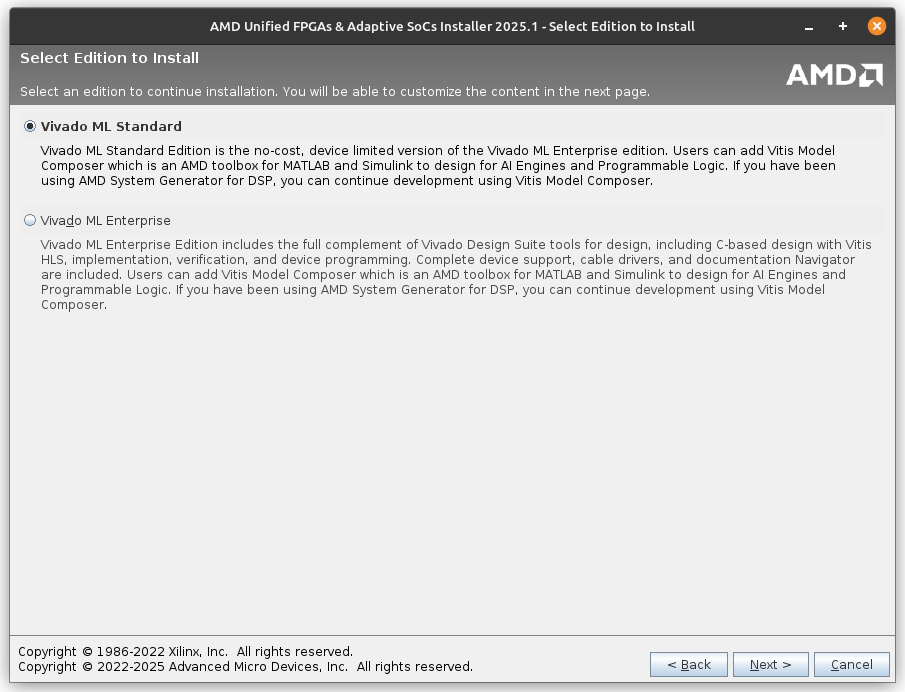 AMD Unified FPGAs & Adaptive SoCs Installer 2025.1 - Select Edition to Install
Select Edition to Install
AMD
Select an edition to continue installation. You will be able to customize the content in the next page.
Vivado ML Standard
Vivado ML Standard Edition is the no-cost, device limited version of the Vivado ML Enterprise edition. Users can add Vitis Model
Composer which is an AMD toolbox for MATLAB and Simulink to design for AI Engines and Programmable Logic. If you have been
using AMD System Generator for DSP, you can continue development using Vitis Model Composer.
Vivado ML Enterprise
Vivado ML Enterprise Edition includes the full complement of Vivado Design Suite tools for design, including C-based design with Vitis
HLS, implementation, verification, and device programming. Complete device support, cable drivers, and documentation Navigator
are included. Users can add Vitis Model Composer which is an AMD toolbox for MATLAB and Simulink to design for AI Engines and
Programmable Logic. If you have been using AMD System Generator for DSP, you can continue development using Vitis Model
Composer.
Copyright © 1986-2022 Xilinx, Inc.  All rights reserved.
Copyright © 2022-2025 Advanced Micro Devices, Inc.  All rights reserved.
< Back
Next >
Cancel